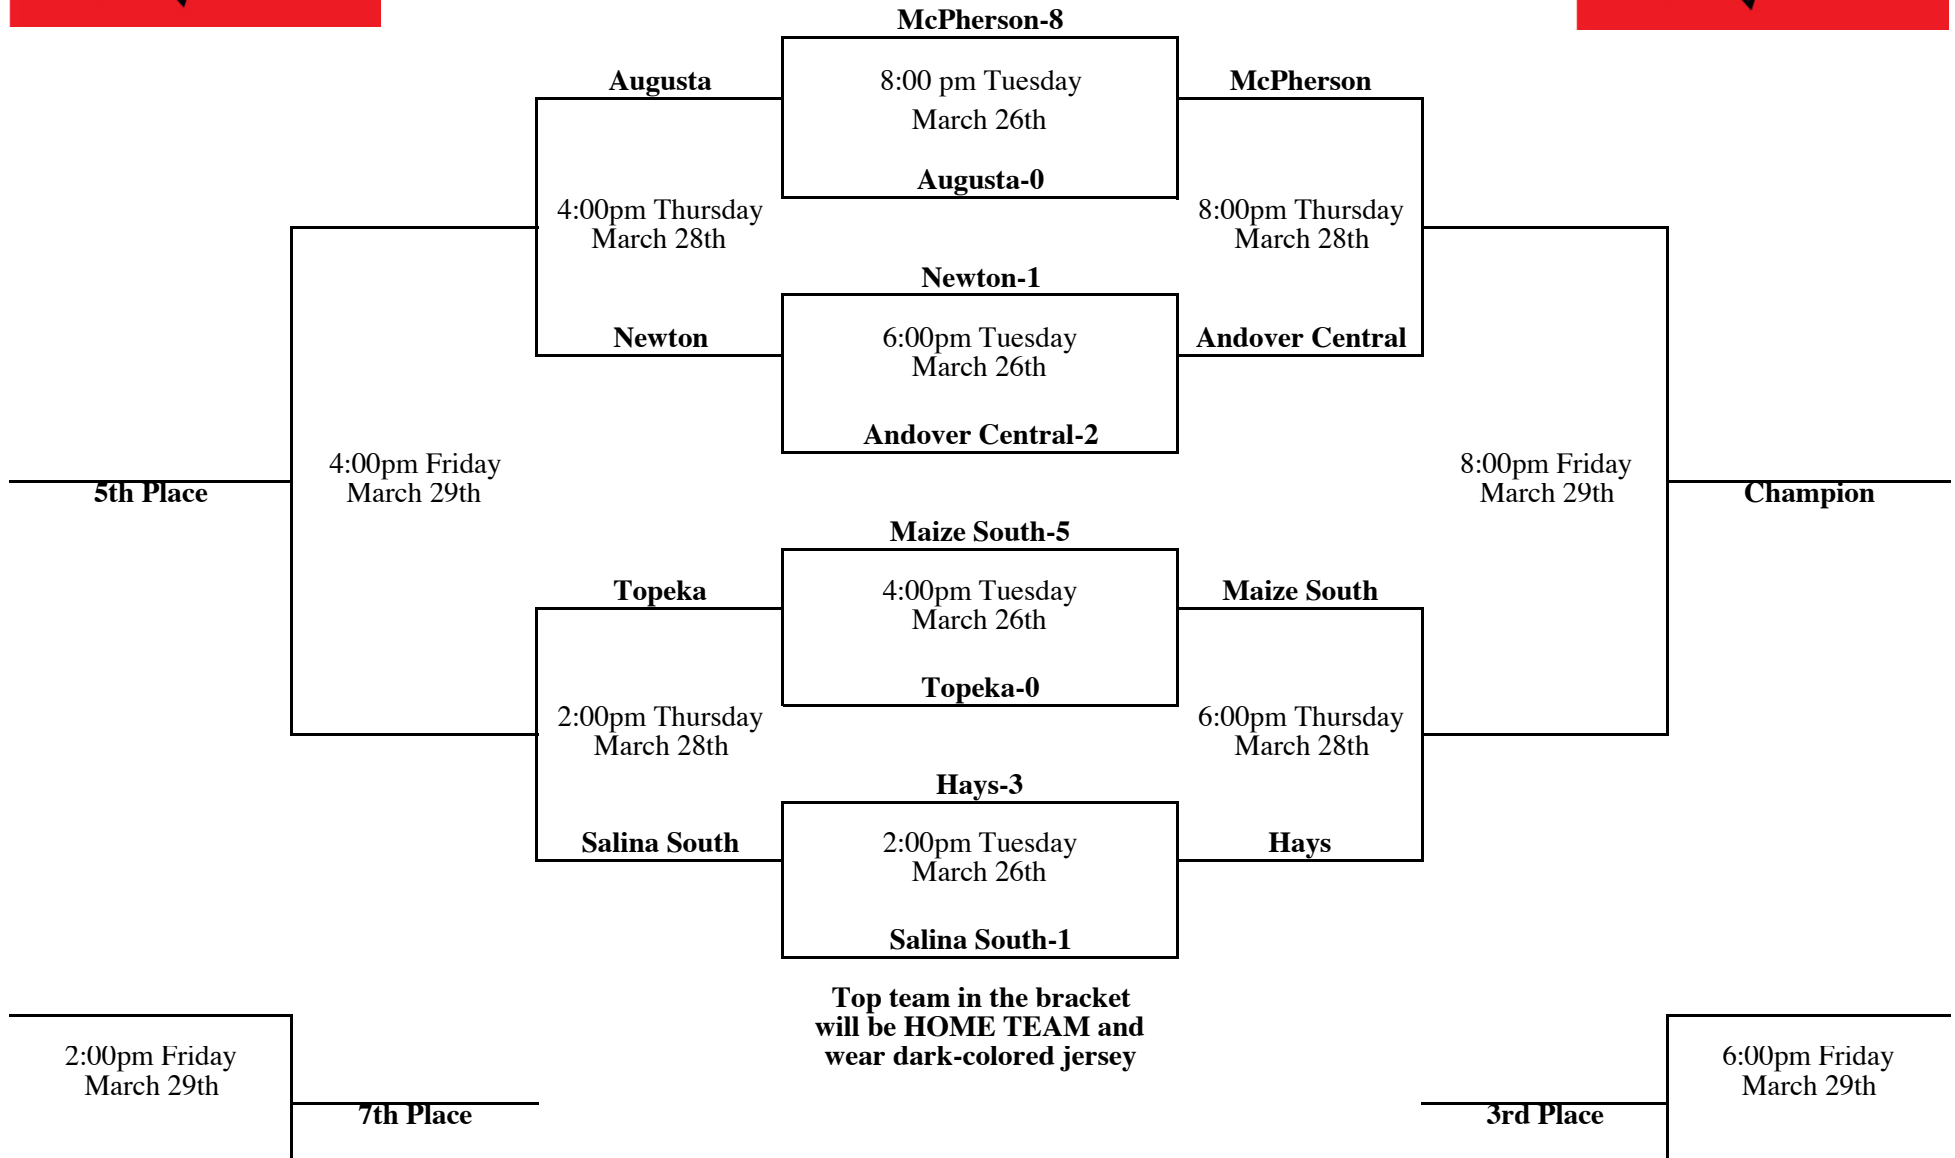 McPherson-8
Augusta
8:00 pm Tuesday
March 26th
McPherson
Augusta-0
4:00pm Thursday
March 28th
8:00pm Thursday
March 28th
Newton-1
Newton
6:00pm Tuesday
March 26th
Andover Central
Andover Central-2
4:00pm Friday
March 29th
8:00pm Friday
March 29th
5th Place
Champion
Maize South-5
Topeka
4:00pm Tuesday
March 26th
Maize South
Topeka-0
2:00pm Thursday
March 28th
6:00pm Thursday
March 28th
Hays-3
Salina South
2:00pm Tuesday
March 26th
Hays
Salina South-1
Top team in the bracket
will be HOME TEAM and
wear dark-colored jersey
2:00pm Friday
March 29th
6:00pm Friday
March 29th
7th Place
3rd Place